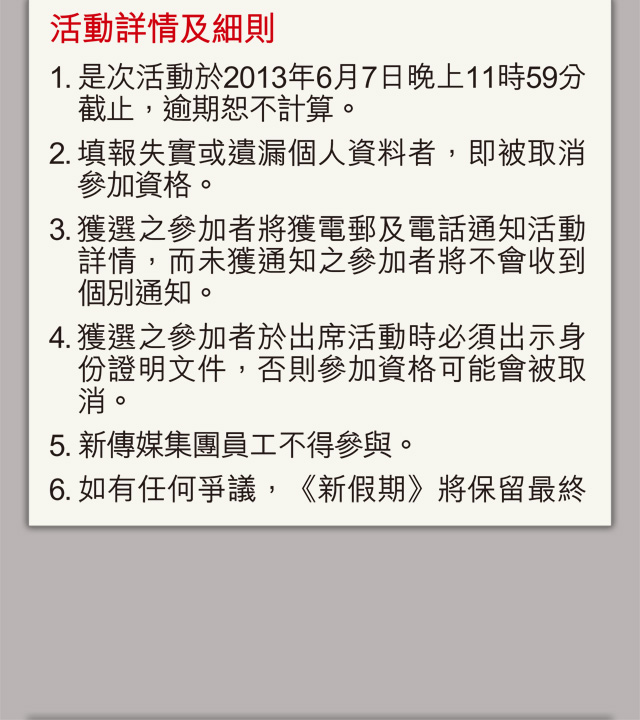 活動詳情及細則
1. 是次活動於2013年6月7日晚上11時59分
截止，逾期恕不計算。
2. 填報失實或遺漏個人資料者，即被取消
參加資格。
3. 獲選之參加者將獲電郵及電話通知活動
詳情，而未獲通知之參加者將不會收到
個別通知。
4. 獲選之參加者於出席活動時必須出示身
份證明文件，否則參加資格可能會被取
消。
5. 新傳媒集團員工不得參與。
6. 如有任何爭議，《新假期》將保留最終